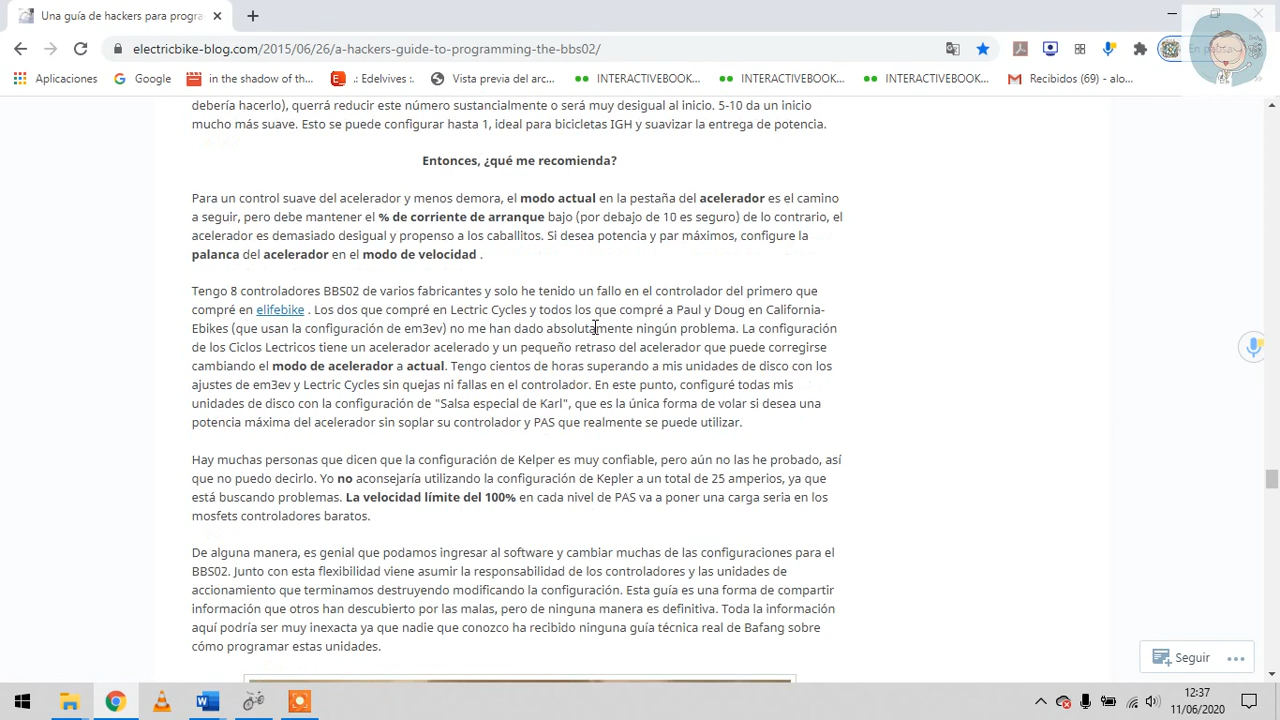 Una guía de hackers para progra
electricbike-blog.com/2015/06/26/a-hackers-guide-to-programming-the-bbs02/
En pausa
Aplicaciones
Google
in the shadow of th...
.: Edelvives :.
Vista previa del arc...
INTERACTIVEBOOK...
INTERACTIVEBOOK...
INTERACTIVEBOOK...
Recibidos (69) - alo...
debería hacerlo), querrá reducir este número sustancialmente o será muy desigual al inicio. 5-10 da un inicio
mucho más suave. Esto se puede configurar hasta 1, ideal para bicicletas IGH y suavizar la entrega de potencia.
Entonces, ¿qué me recomienda?
Para un control suave del acelerador y menos demora, el modo actual en la pestaña del acelerador es el camino
a seguir, pero debe mantener el % de corriente de arranque bajo (por debajo de 10 es seguro) de lo contrario, el
acelerador es demasiado desigual y propenso a los caballitos. Si desea potencia y par máximos, configure la
palanca del acelerador en el modo de velocidad .
Tengo 8 controladores BBS02 de varios fabricantes y solo he tenido un fallo en el controlador del primero que
compré en elifebike . Los dos que compré en Lectric Cycles y todos los que compré a Paul y Doug en California-
Ebikes (que usan la configuración de em3ev) no me han dado absolutamente ningún problema. La configuración
de los Ciclos Lectricos tiene un acelerador acelerado y un pequeño retraso del acelerador que puede corregirse
cambiando el modo de acelerador a actual. Tengo cientos de horas superando a mis unidades de disco con los
ajustes de em3ev y Lectric Cycles sin quejas ni fallas en el controlador. En este punto, configuré todas mis
unidades de disco con la configuración de "Salsa especial de Karl", que es la única forma de volar si desea una
potencia máxima del acelerador sin soplar su controlador y PAS que realmente se puede utilizar.
Hay muchas personas que dicen que la configuración de Kelper es muy confiable, pero aún no las he probado, así
que no puedo decirlo. Yo no aconsejaría utilizando la configuración de Kepler a un total de 25 amperios, ya que
está buscando problemas. La velocidad límite del 100% en cada nivel de PAS va a poner una carga seria en los
mosfets controladores baratos.
De alguna manera, es genial que podamos ingresar al software y cambiar muchas de las configuraciones para el
BBS02. Junto con esta flexibilidad viene asumir la responsabilidad de los controladores y las unidades de
accionamiento que terminamos destruyendo modificando la configuración. Esta guía es una forma de compartir
información que otros han descubierto por las malas, pero de ninguna manera es definitiva. Toda la información
aquí podría ser muy inexacta ya que nadie que conozco ha recibido ninguna guía técnica real de Bafang sobre
cómo programar estas unidades.
Seguir
12:37
11/06/2020